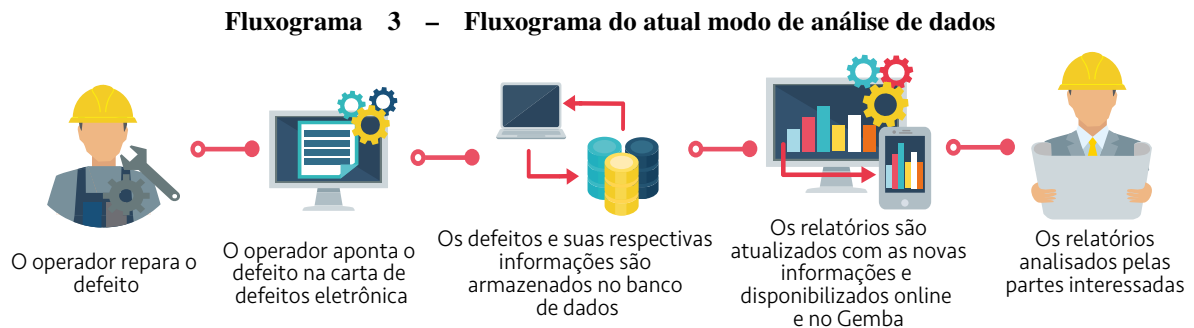 Fluxograma 3 – Fluxograma do atual modo de análise de dados
O operador repara o
defeito
O operador aponta o
defeito na carta de
defeitos eletrônica
Os defeitos e suas respectivas
informações são
armazenados no banco
de dados
Os relatórios são
atualizados com as novas
informações e
disponibilizados online
e no Gemba
Os relatórios
analisados pelas
partes interessadas